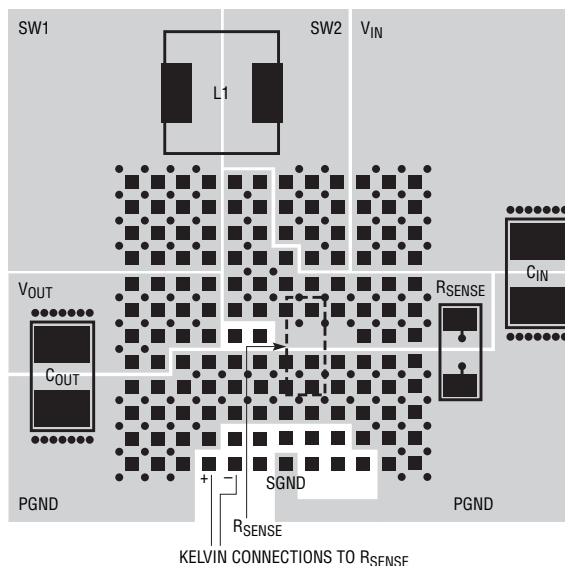 SW1
SW2
VIN
L1
VOUT
RSENSE
CIN
COUT
+ −
SGND
PGND
PGND
RSENSE
KELVIN CONNECTIONS TO RSENSE